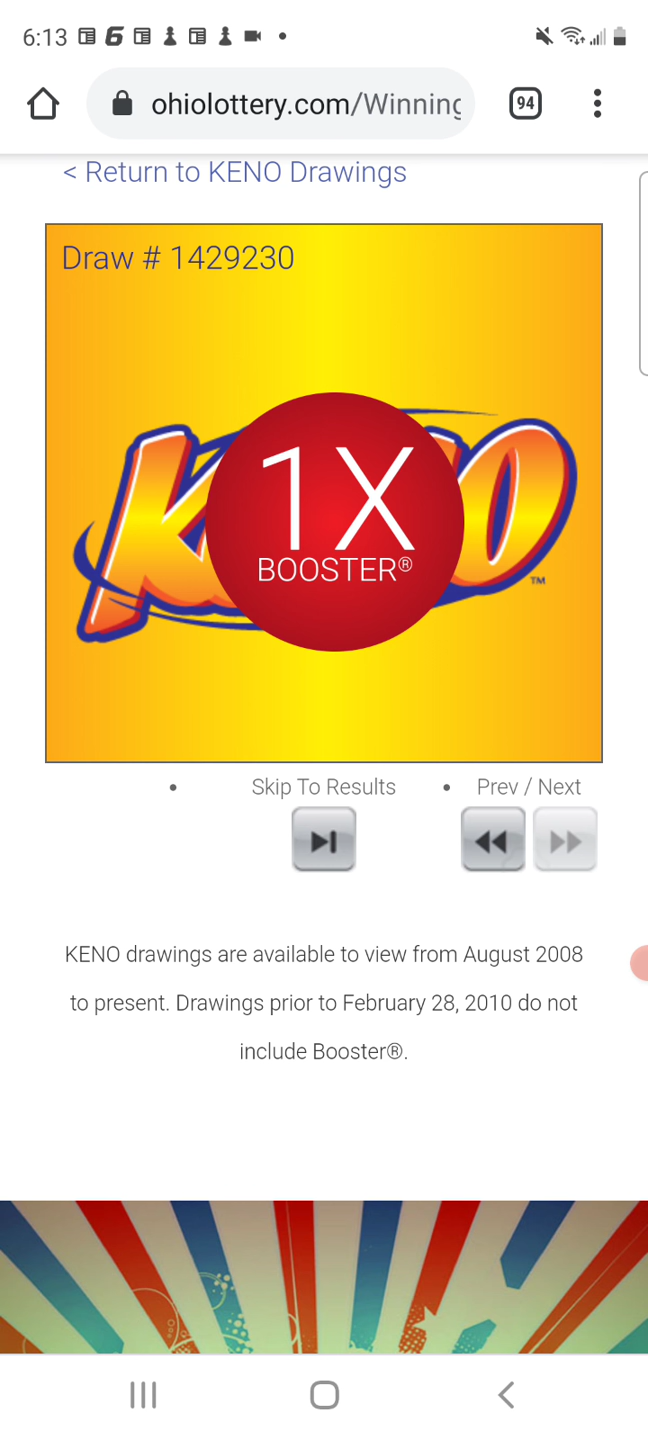 6:13
94
ohiolottery.com/Winning
< Return to KENO Drawings
Draw # 1429230
1X
BOOSTER®
™
Skip To Results
Prev / Next
KENO drawings are available to view from August 2008
to present. Drawings prior to February 28, 2010 do not
include Booster®.